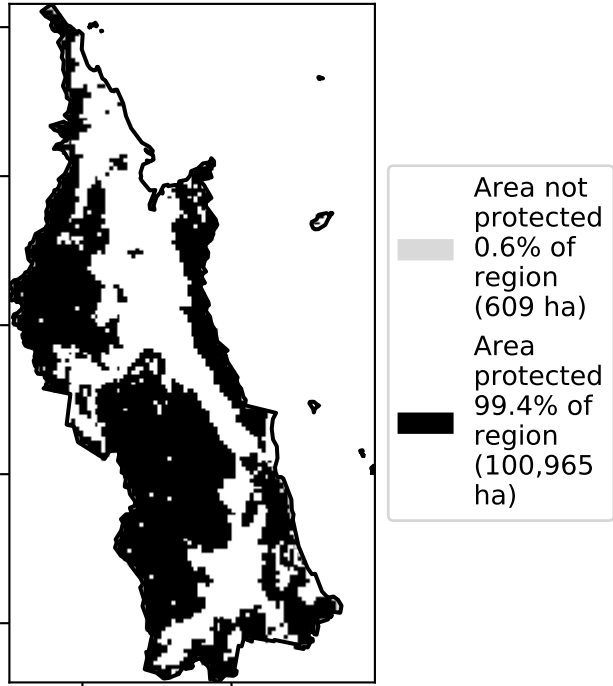 Area not
protected
0.6% of
region
(609 ha)
Area
protected
99.4% of
region
(100,965
ha)